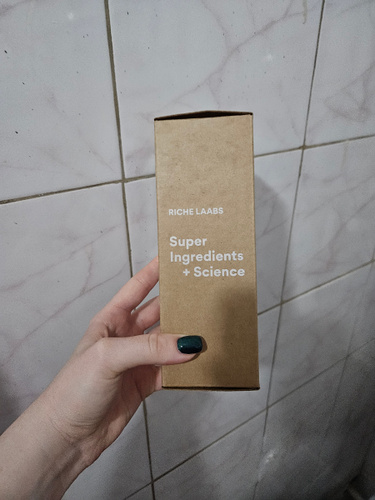 RICHE LAABS
Super
Ingredients
+ Science